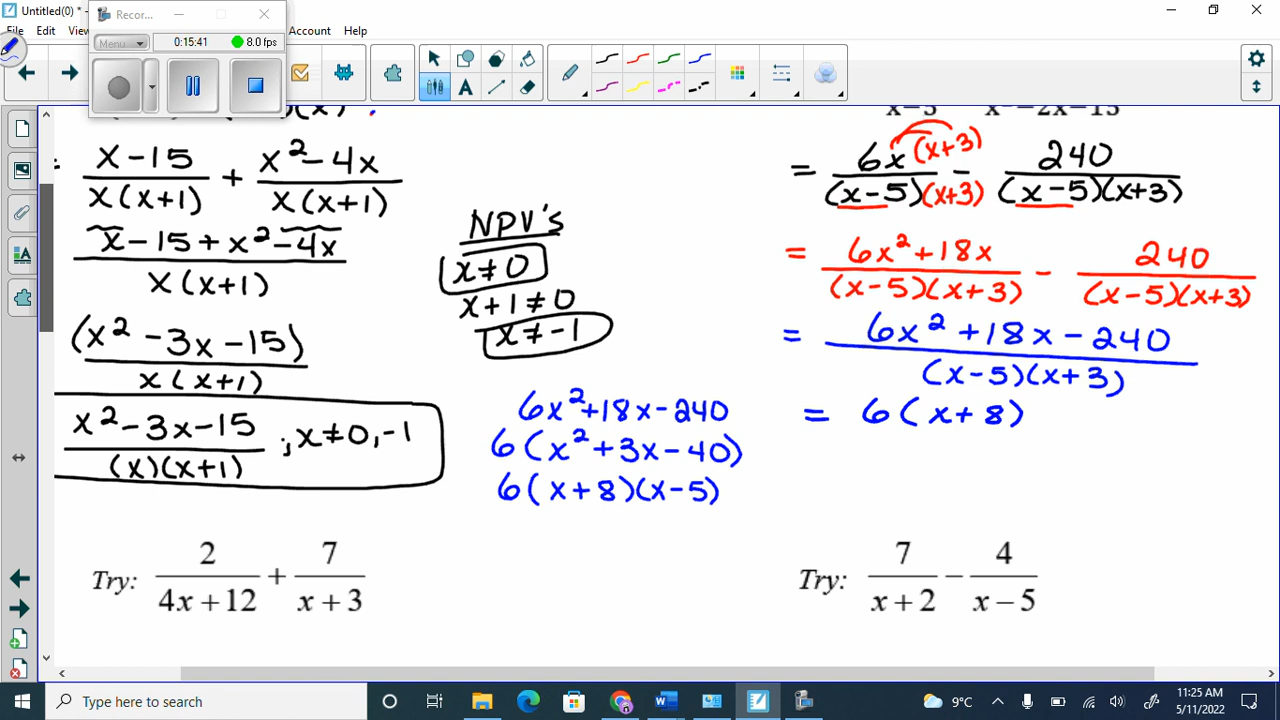 Untitled(0) *
Recor...
File Edit View Account Help
Menu 0:15:41 8.0 fps
x-5 x²-2x-15
= x-15/x(x+1) + x²-4x/x(x+1)
x-15+x²-4x/x(x+1)
(x²-3x-15)/x(x+1)
x²-3x-15/(x)(x+1) ; x≠0,-1
NPV's
x≠0
x+1≠0
x≠-1
6x²+18x-240
6(x²+3x-40)
6(x+8)(x-5)
= 6x(x+3)/(x-5)(x+3) - 240/(x-5)(x+3)
= 6x²+18x/(x-5)(x+3) - 240/(x-5)(x+3)
= 6x²+18x-240/(x-5)(x+3)
= 6(x+8)
Try: 2/4x+12 + 7/x+3
Try: 7/x+2 - 4/x-5
Type here to search
9°C
11:25 AM
5/11/2022